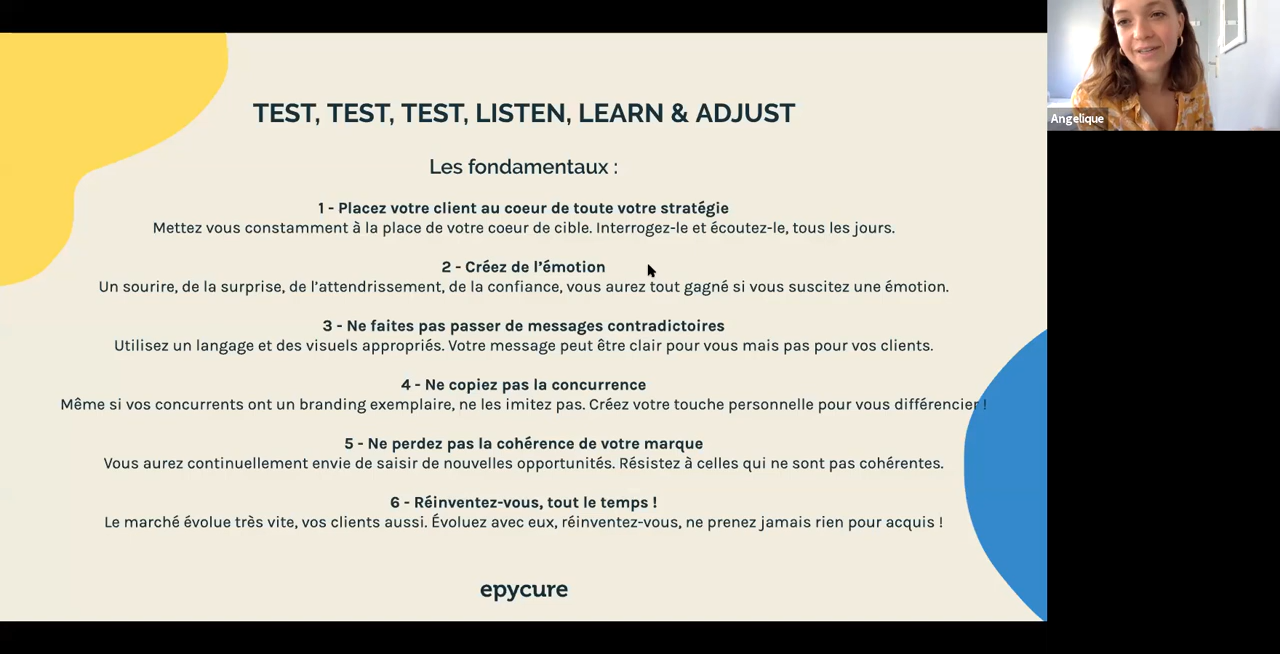 TEST, TEST, TEST, LISTEN, LEARN & ADJUST
Les fondamentaux :
1 - Placez votre client au coeur de toute votre stratégie
Mettez vous constamment à la place de votre coeur de cible. Interrogez-le et écoutez-le, tous les jours.
2 - Créez de l'émotion
Un sourire, de la surprise, de l'attendrissement, de la confiance, vous aurez tout gagné si vous suscitez une émotion.
3 - Ne faites pas passer de messages contradictoires
Utilisez un langage et des visuels appropriés. Votre message peut être clair pour vous mais pas pour vos clients.
4 - Ne copiez pas la concurrence
Même si vos concurrents ont un branding exemplaire, ne les imitez pas. Créez votre touche personnelle pour vous différencier !
5 - Ne perdez pas la cohérence de votre marque
Vous aurez continuellement envie de saisir de nouvelles opportunités. Résistez à celles qui ne sont pas cohérentes.
6 - Réinventez-vous, tout le temps !
Le marché évolue très vite, vos clients aussi. Évoluez avec eux, réinventez-vous, ne prenez jamais rien pour acquis !
epycure
Angelique